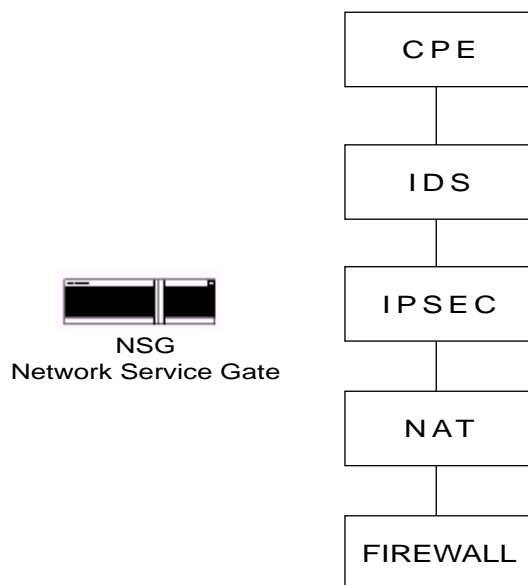 CPE
IDS
IPSEC
NSG
Network Service Gate
NAT
FIREWALL